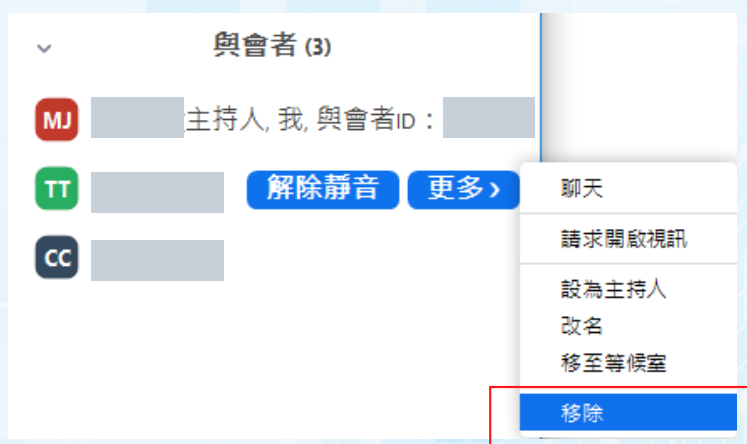 與會者 (3)
MJ 主持人, 我, 與會者ID：
TT 解除靜音 更多 ›
CC
聊天
請求開啟視訊
設為主持人
改名
移至等候室
移除